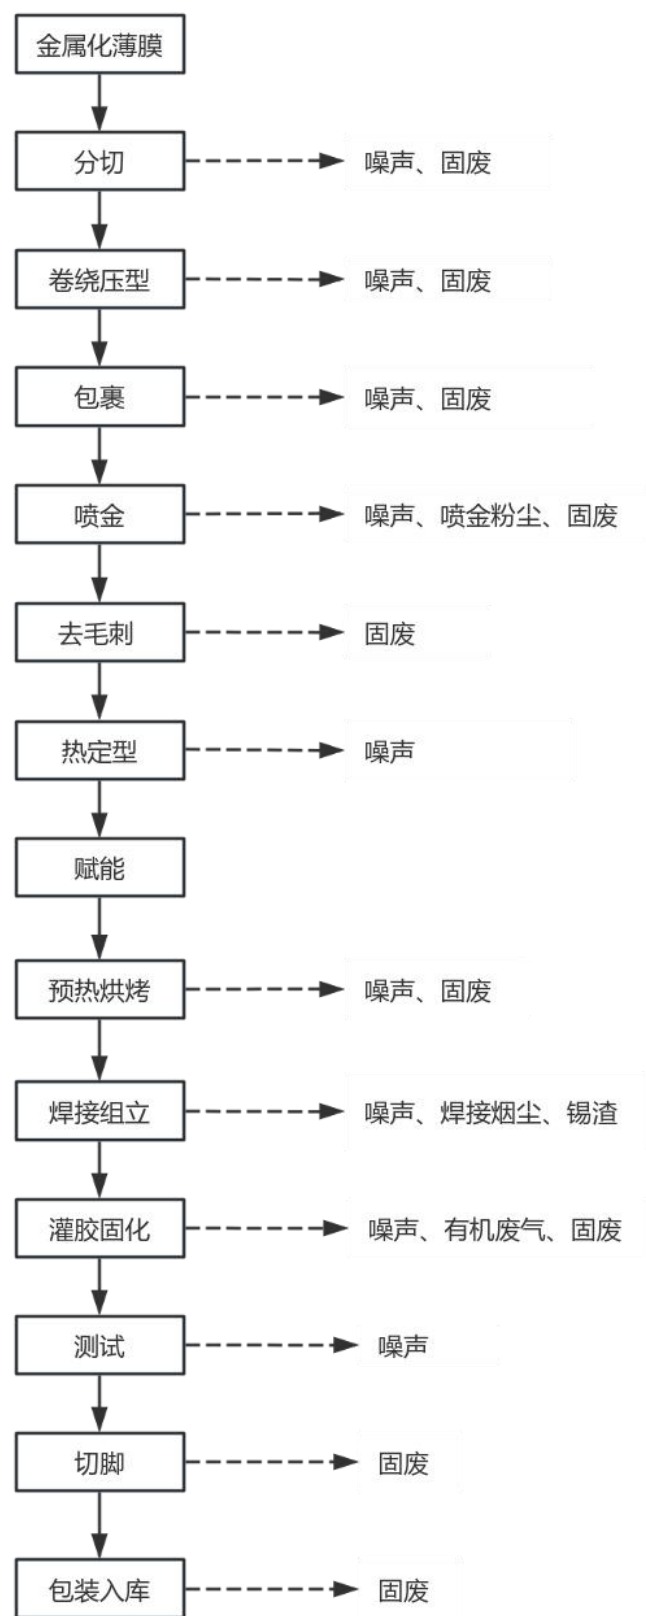 金属化薄膜
分切 噪声、固废
卷绕压型 噪声、固废
包裹 噪声、固废
喷金 噪声、喷金粉尘、固废
去毛刺 固废
热定型 噪声
赋能
预热烘烤 噪声、固废
焊接组立 噪声、焊接烟尘、锡渣
灌胶固化 噪声、有机废气、固废
测试 噪声
切脚 固废
包装入库 固废